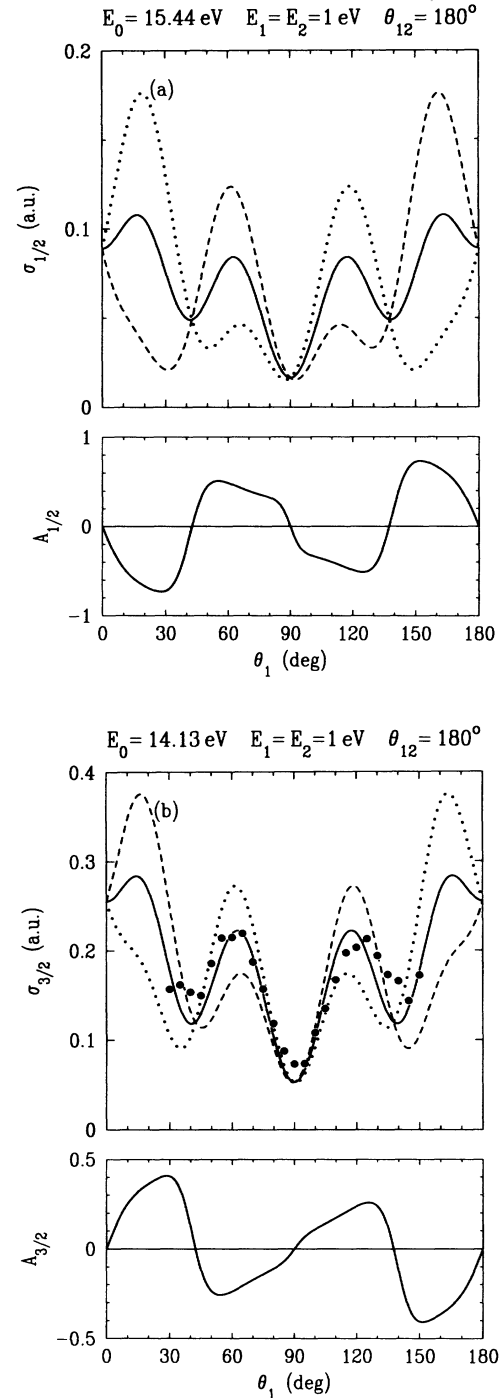 E₀ = 15.44 eV E₁ = E₂ = 1 eV θ₁₂ = 180°
(a)
0.2
0.1
0
σ₁/₂ (a.u.)
1
0
−1
A₁/₂
0 30 60 90 120 150 180
θ₁ (deg)
E₀ = 14.13 eV E₁ = E₂ = 1 eV θ₁₂ = 180°
(b)
0.4
0.3
0.2
0.1
0
σ₃/₂ (a.u.)
0.5
0
−0.5
A₃/₂
0 30 60 90 120 150 180
θ₁ (deg)